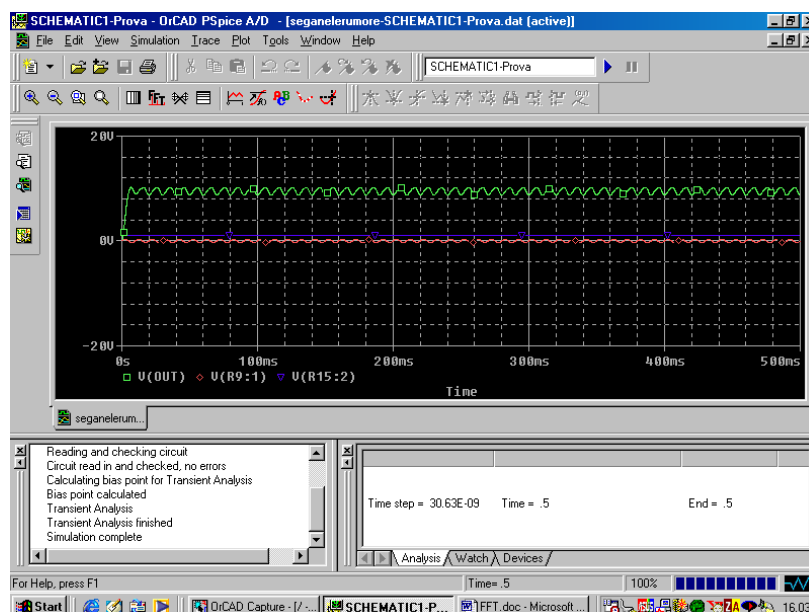 SCHEMATIC1-Prova - OrCAD PSpice A/D - [seganelerumore-SCHEMATIC1-Prova.dat (active)]
File Edit View Simulation Trace Plot Tools Window Help
SCHEMATIC1-Prova
20V
0V
-20V
0s 100ms 200ms 300ms 400ms 500ms
V(OUT) V(R9:1) V(R15:2)
Time
seganelerum...
Reading and checking circuit
Circuit read in and checked, no errors
Calculating bias point for Transient Analysis
Bias point calculated
Transient Analysis
Transient Analysis finished
Simulation complete
Time step = 30.63E-09 Time = .5 End = .5
Analysis Watch Devices
For Help, press F1 Time= .5 100%
Start OrCAD Capture - [/ -... SCHEMATIC1-P... FFT.doc - Microsoft ...